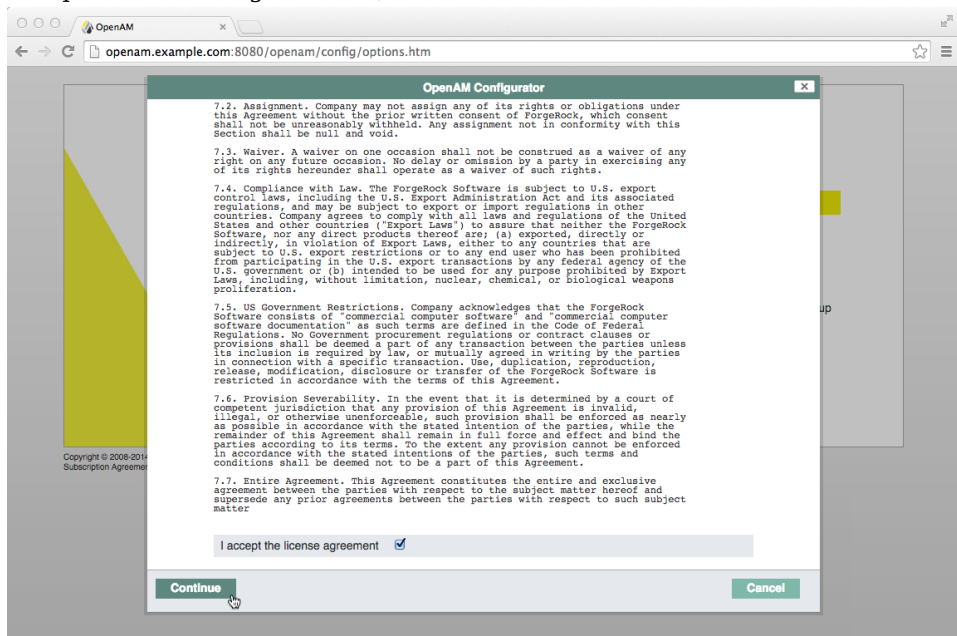 OpenAM
openam.example.com:8080/openam/config/options.htm
OpenAM Configurator
7.2. Assignment. Company may not assign any of its rights or obligations under
this Agreement without the prior written consent of ForgeRock, which consent
shall not be unreasonably withheld. Any assignment not in conformity with this
Section shall be null and void.
7.3. Waiver. A waiver on one occasion shall not be construed as a waiver of any
right on any future occasion. No delay or omission by a party in exercising any
of its rights hereunder shall operate as a waiver of such rights.
7.4. Compliance with Law. The ForgeRock Software is subject to U.S. export
control laws, including the U.S. Export Administration Act and its associated
regulations, and may be subject to export or import regulations in other
countries. Company agrees to comply with all laws and regulations of the United
States and other countries ("Export Laws") to assure that neither the ForgeRock
Software, nor any direct products thereof are; (a) exported, directly or
indirectly, in violation of Export Laws, either to any countries that are
subject to U.S. export restrictions or to any end user who has been prohibited
from participating in the U.S. export transactions by any federal agency of the
U.S. government or (b) intended to be used for any purpose prohibited by Export
Laws, including, without limitation, nuclear, chemical, or biological weapons
proliferation.
7.5. US Government Restrictions. Company acknowledges that the ForgeRock
Software consists of "commercial computer software" and "commercial computer
software documentation" as such terms are defined in the Code of Federal
Regulations. No Government procurement regulations or contract clauses or
provisions shall be deemed a part of any transaction between the parties unless
its inclusion is required by law, or mutually agreed in writing by the parties
in connection with a specific transaction. Use, duplication, reproduction,
release, modification, disclosure or transfer of the ForgeRock Software is
restricted in accordance with the terms of this Agreement.
7.6. Provision Severability. In the event that it is determined by a court of
competent jurisdiction that any provision of this Agreement is invalid,
illegal, or otherwise unenforceable, such provision shall be enforced as nearly
as possible in accordance with the stated intention of the parties, while the
remainder of this Agreement shall remain in full force and effect and bind the
parties according to its terms. To the extent any provision cannot be enforced
in accordance with the stated intentions of the parties, such terms and
conditions shall be deemed not to be a part of this Agreement.
7.7. Entire Agreement. This Agreement constitutes the entire and exclusive
agreement between the parties with respect to the subject matter hereof and
supersede any prior agreements between the parties with respect to such subject
matter
up
Copyright © 2008-2014
Subscription Agreemen
I accept the license agreement
Continue
Cancel